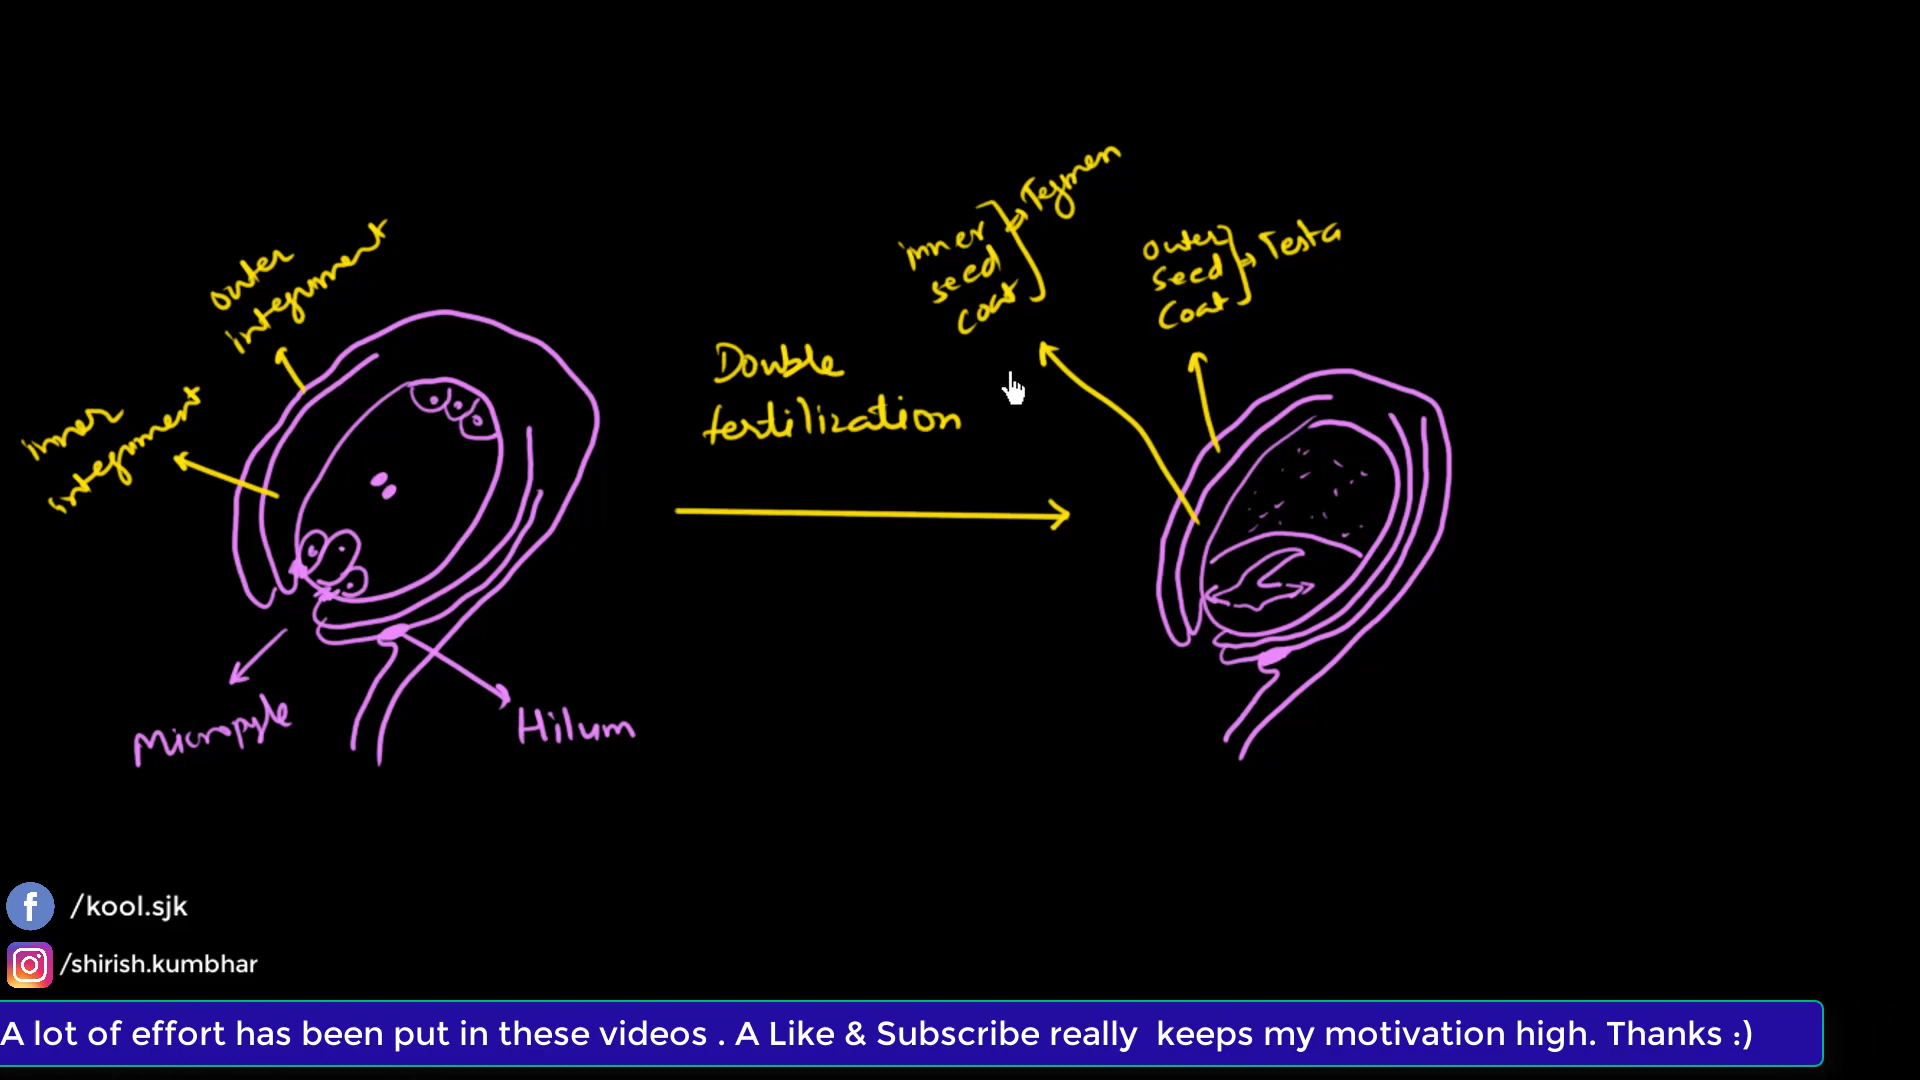 outer
integument
inner
integument
Micropyle
Hilum
Double
fertilization
inner
seed
coat
Tegmen
outer
seed
coat
Testa
f /kool.sjk
/shirish.kumbhar
A lot of effort has been put in these videos . A Like & Subscribe really keeps my motivation high. Thanks :)